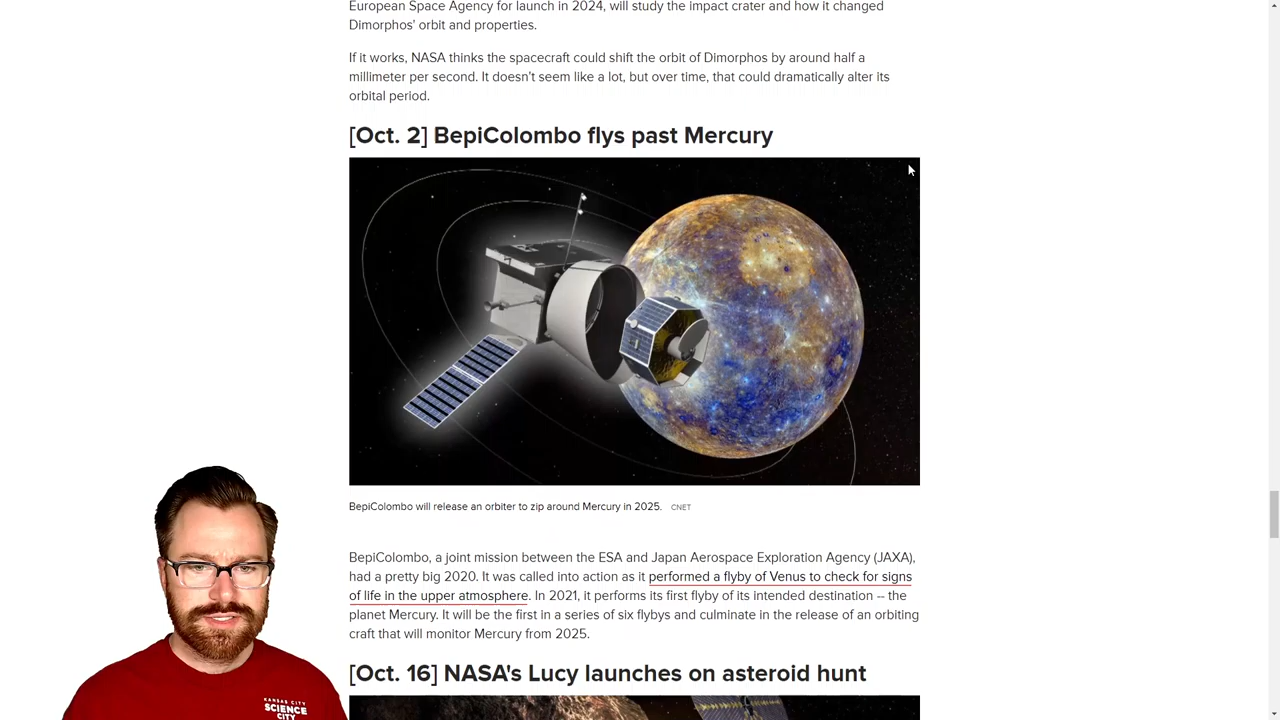 European Space Agency for launch in 2024, will study the impact crater and how it changed
Dimorphos' orbit and properties.
If it works, NASA thinks the spacecraft could shift the orbit of Dimorphos by around half a
millimeter per second. It doesn't seem like a lot, but over time, that could dramatically alter its
orbital period.
[Oct. 2] BepiColombo flys past Mercury
BepiColombo will release an orbiter to zip around Mercury in 2025. CNET
BepiColombo, a joint mission between the ESA and Japan Aerospace Exploration Agency (JAXA),
had a pretty big 2020. It was called into action as it performed a flyby of Venus to check for signs
of life in the upper atmosphere. In 2021, it performs its first flyby of its intended destination -- the
planet Mercury. It will be the first in a series of six flybys and culminate in the release of an orbiting
craft that will monitor Mercury from 2025.
[Oct. 16] NASA's Lucy launches on asteroid hunt
KANSAS CITY
SCIENCE
CITY